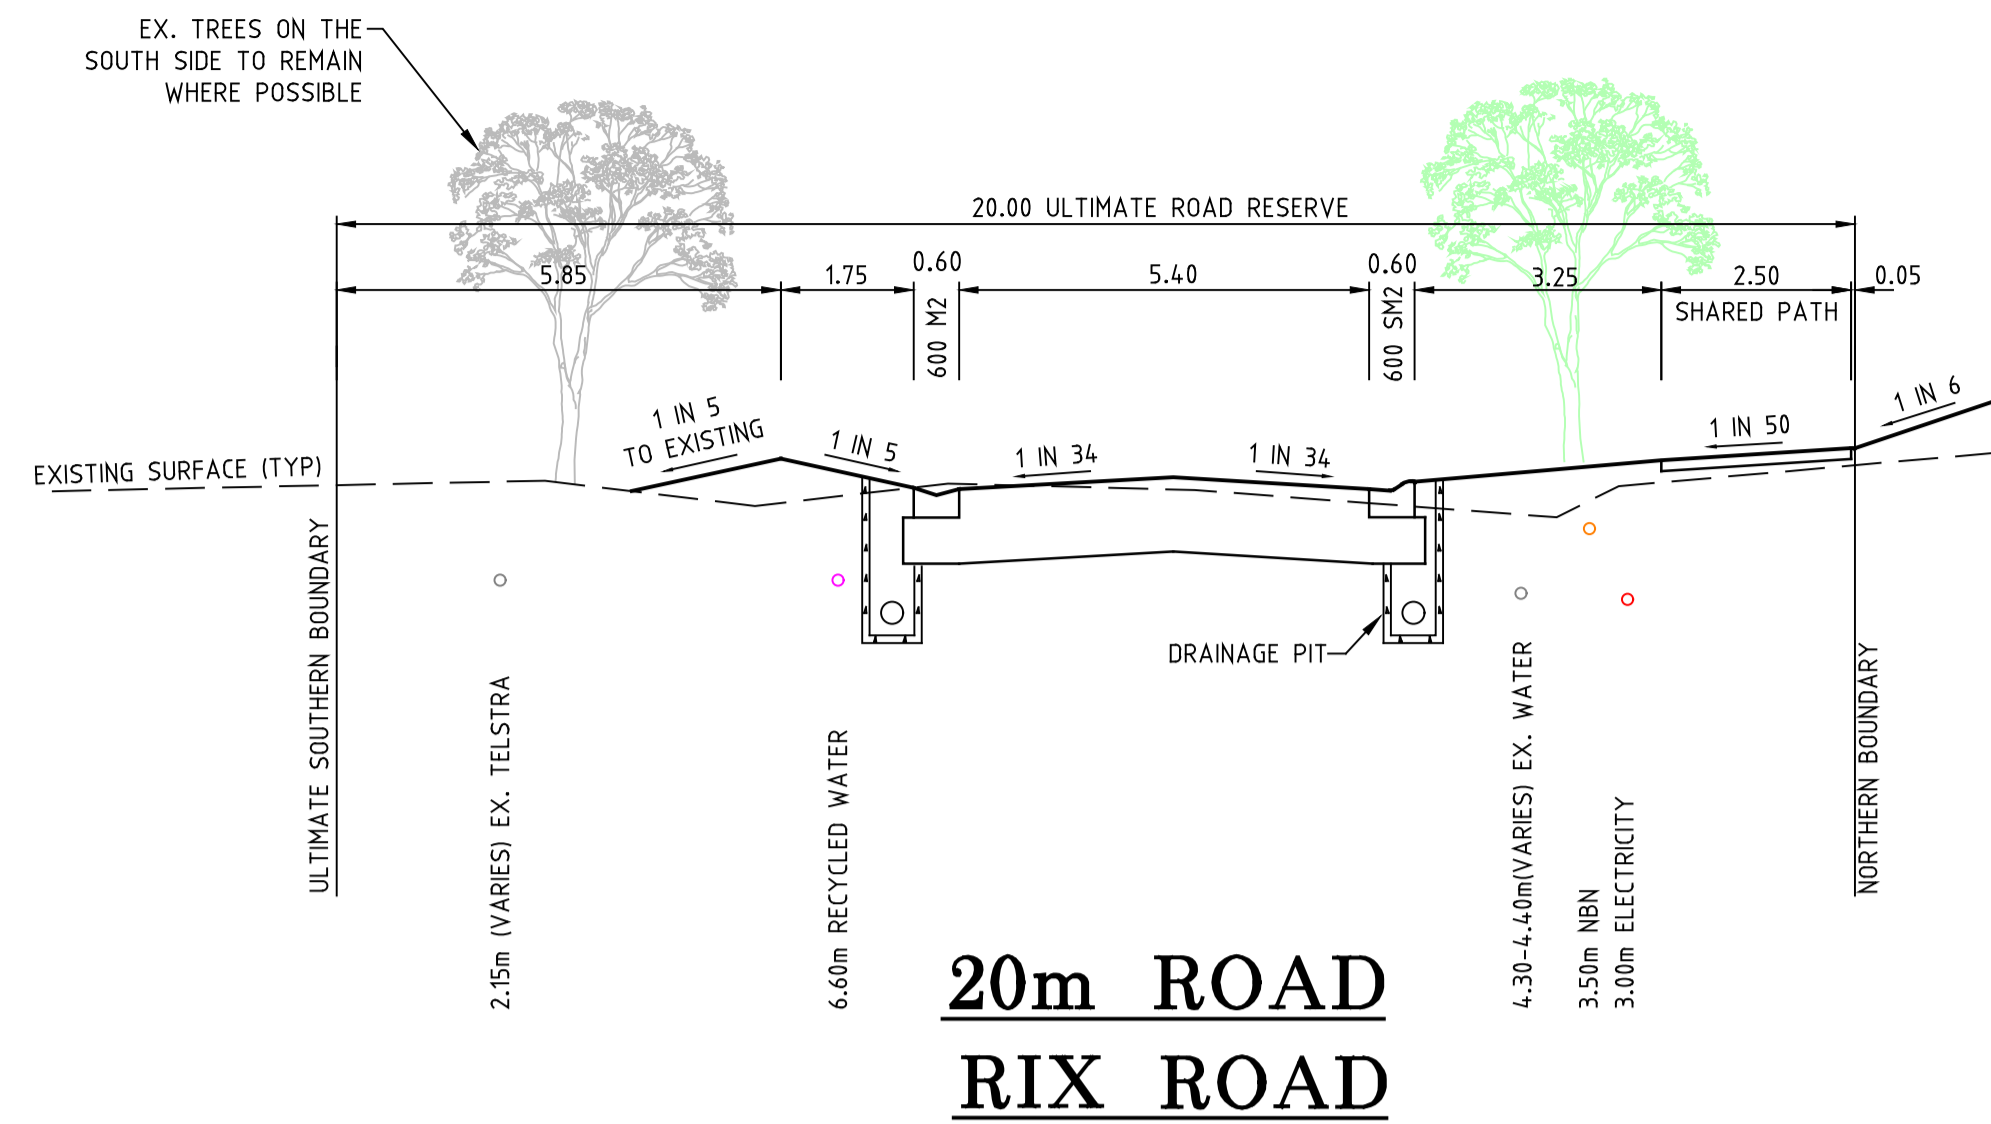 EX. TREES ON THE
SOUTH SIDE TO REMAIN
WHERE POSSIBLE
20.00 ULTIMATE ROAD RESERVE
5.85
1.75
0.60
5.40
0.60
3.25
2.50
0.05
600 M2
600 SM2
SHARED PATH
1 IN 5
TO EXISTING
1 IN 5
1 IN 34
1 IN 34
1 IN 50
1 IN 6
EXISTING SURFACE (TYP)
DRAINAGE PIT
ULTIMATE SOUTHERN BOUNDARY
2.15m (VARIES) EX. TELSTRA
6.60m RECYCLED WATER
4.30-4.40m(VARIES) EX. WATER
3.50m NBN
3.00m ELECTRICITY
NORTHERN BOUNDARY
20m ROAD
RIX ROAD